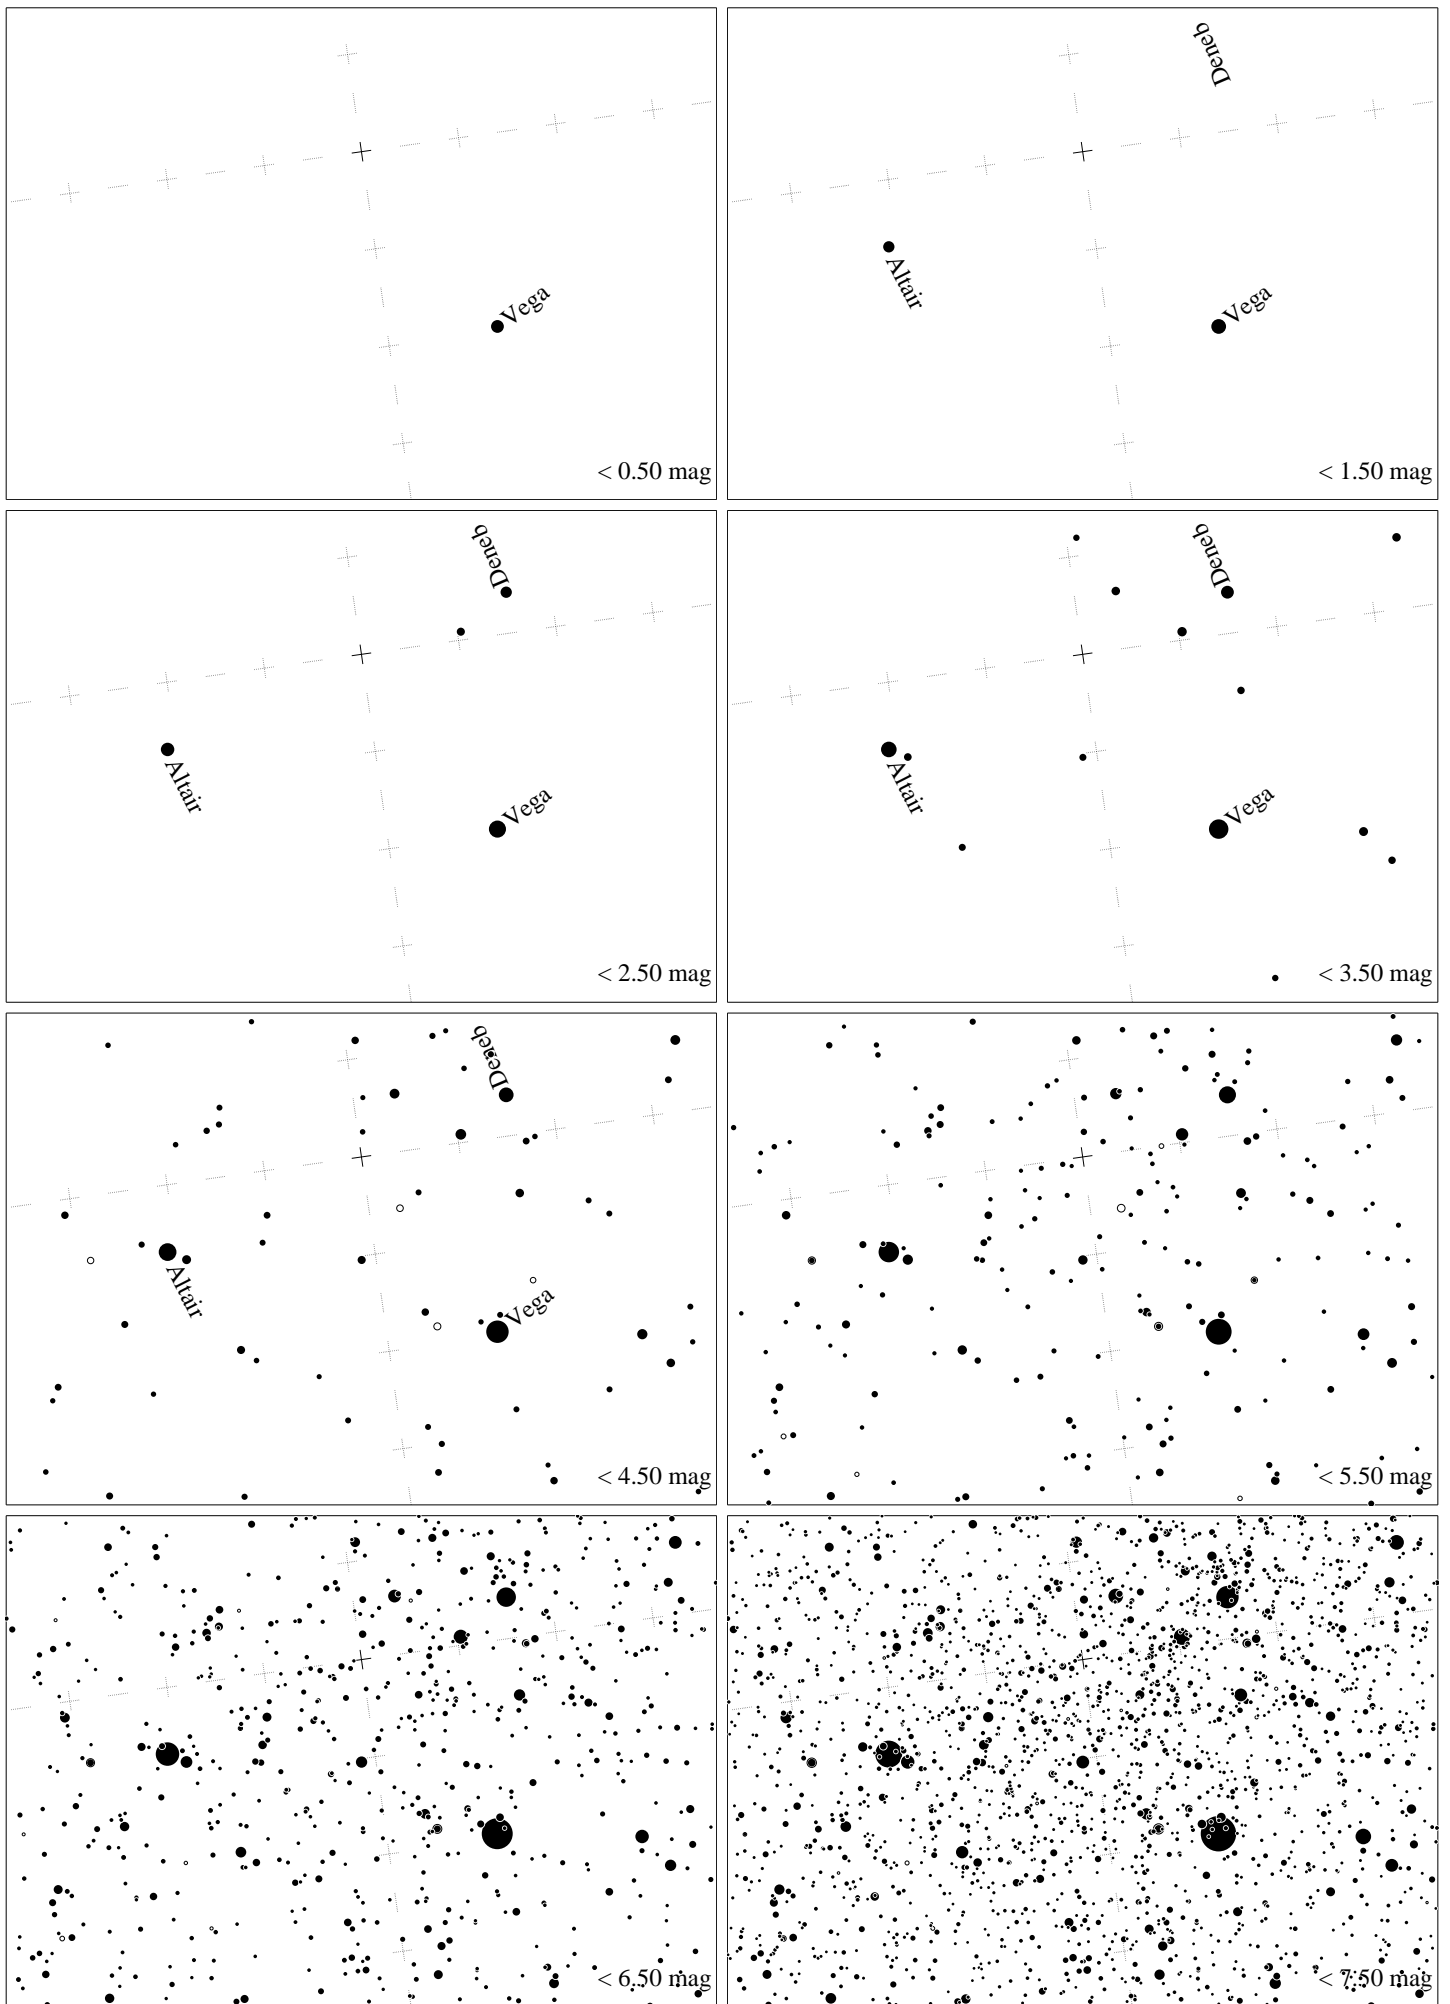 Vega
< 0.50 mag
Deneb
Altair
Vega
< 1.50 mag
Deneb
Altair
Vega
< 2.50 mag
Deneb
Altair
Vega
< 3.50 mag
Deneb
Altair
Vega
< 4.50 mag
< 5.50 mag
< 6.50 mag
< 7.50 mag